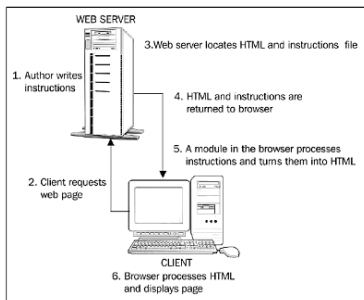 WEB SERVER
1. Author writes
instructions
3.Web server locates HTML and instructions file
4. HTML and instructions are
returned to browser
5. A module in the browser processes
instructions and turns them into HTML
2. Client requests
web page
CLIENT
6. Browser processes HTML
and displays page